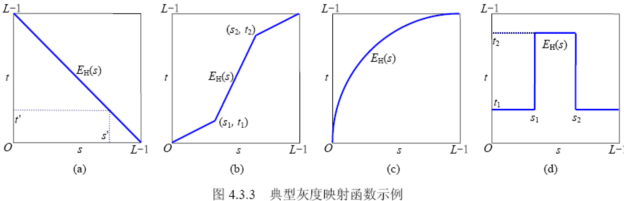 L−1 L−1 L−1 L−1
(s₂, t₂) t₂ E_H(s)
E_H(s) E_H(s) E_H(s)
t t t t
t' s' (s₁, t₁) t₁ s₁ s₂
O s L−1 O s L−1 O s L−1 O s L−1
(a) (b) (c) (d)
图 4.3.3 典型灰度映射函数示例